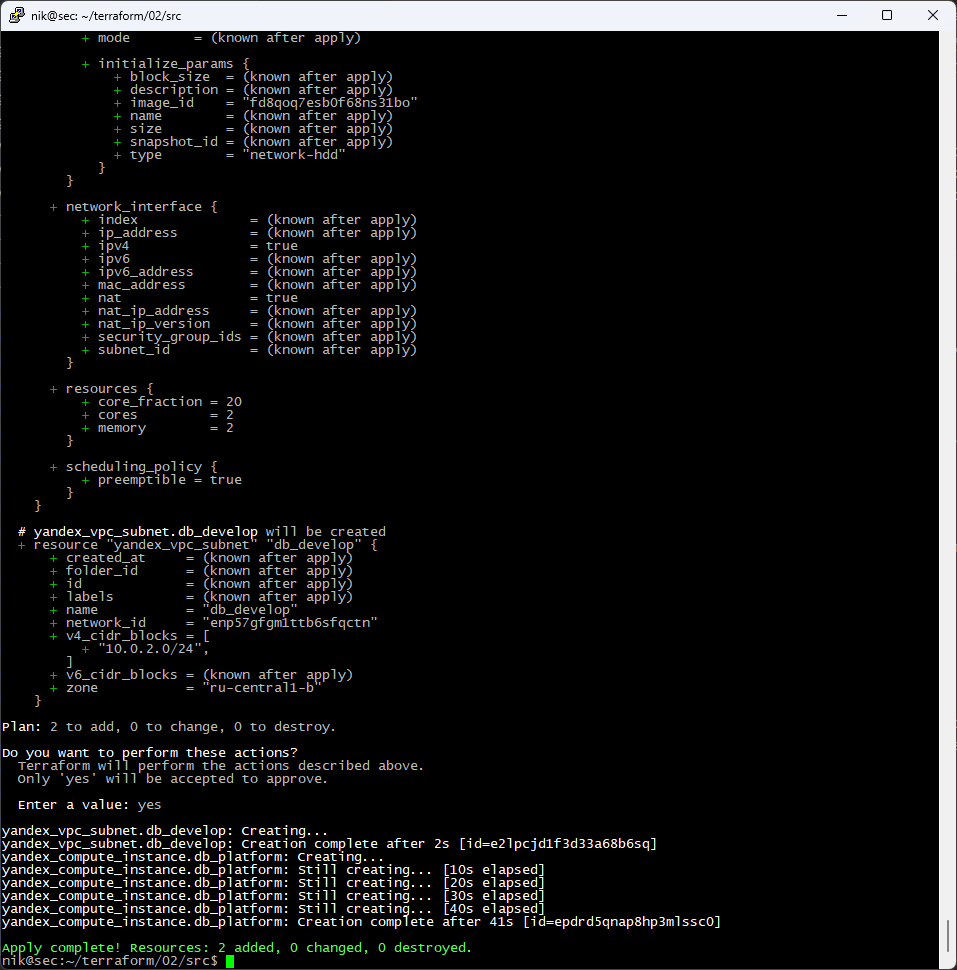 nik@sec: ~/terraform/02/src
+ mode        = (known after apply)
+ initialize_params {
+ block_size  = (known after apply)
+ description = (known after apply)
+ image_id    = "fd8qoq7esb0f68ns31bo"
+ name        = (known after apply)
+ size        = (known after apply)
+ snapshot_id = (known after apply)
+ type        = "network-hdd"
}
}
+ network_interface {
+ index              = (known after apply)
+ ip_address         = (known after apply)
+ ipv4               = true
+ ipv6               = (known after apply)
+ ipv6_address       = (known after apply)
+ mac_address        = (known after apply)
+ nat                = true
+ nat_ip_address     = (known after apply)
+ nat_ip_version     = (known after apply)
+ security_group_ids = (known after apply)
+ subnet_id          = (known after apply)
}
+ resources {
+ core_fraction = 20
+ cores         = 2
+ memory        = 2
}
+ scheduling_policy {
+ preemptible = true
}
}
# yandex_vpc_subnet.db_develop will be created
+ resource "yandex_vpc_subnet" "db_develop" {
+ created_at     = (known after apply)
+ folder_id      = (known after apply)
+ id             = (known after apply)
+ labels         = (known after apply)
+ name           = "db_develop"
+ network_id     = "enp57gfgm1ttb6sfqctn"
+ v4_cidr_blocks = [
+ "10.0.2.0/24",
]
+ v6_cidr_blocks = (known after apply)
+ zone           = "ru-central1-b"
}
Plan: 2 to add, 0 to change, 0 to destroy.
Do you want to perform these actions?
Terraform will perform the actions described above.
Only 'yes' will be accepted to approve.
Enter a value: yes
yandex_vpc_subnet.db_develop: Creating...
yandex_vpc_subnet.db_develop: Creation complete after 2s [id=e2lpcjd1f3d33a68b6sq]
yandex_compute_instance.db_platform: Creating...
yandex_compute_instance.db_platform: Still creating... [10s elapsed]
yandex_compute_instance.db_platform: Still creating... [20s elapsed]
yandex_compute_instance.db_platform: Still creating... [30s elapsed]
yandex_compute_instance.db_platform: Still creating... [40s elapsed]
yandex_compute_instance.db_platform: Creation complete after 41s [id=epdrd5qnap8hp3mlssc0]
Apply complete! Resources: 2 added, 0 changed, 0 destroyed.
nik@sec:~/terraform/02/src$